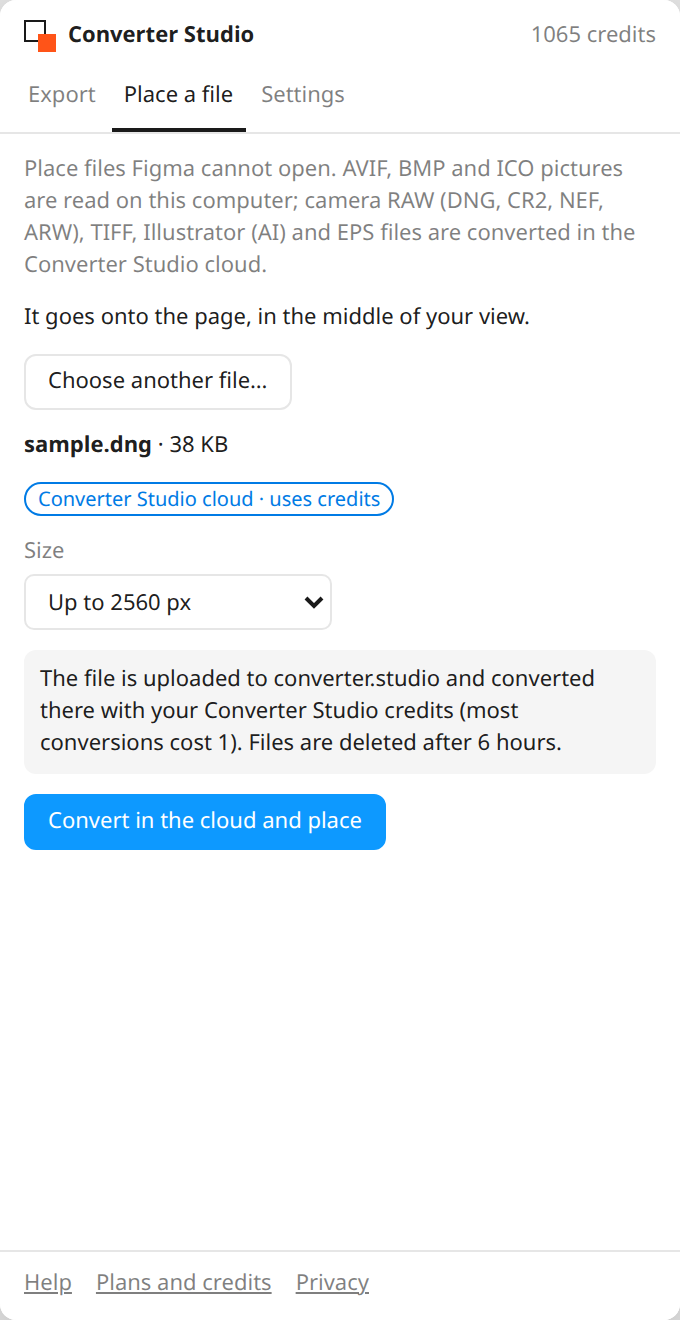 Converter Studio
1065 credits
Export
Place a file
Settings
Place files Figma cannot open. AVIF, BMP and ICO pictures
are read on this computer; camera RAW (DNG, CR2, NEF,
ARW), TIFF, Illustrator (AI) and EPS files are converted in the
Converter Studio cloud.
It goes onto the page, in the middle of your view.
Choose another file...
sample.dng · 38 KB
Converter Studio cloud · uses credits
Size
Up to 2560 px
The file is uploaded to converter.studio and converted
there with your Converter Studio credits (most
conversions cost 1). Files are deleted after 6 hours.
Convert in the cloud and place
Help
Plans and credits
Privacy